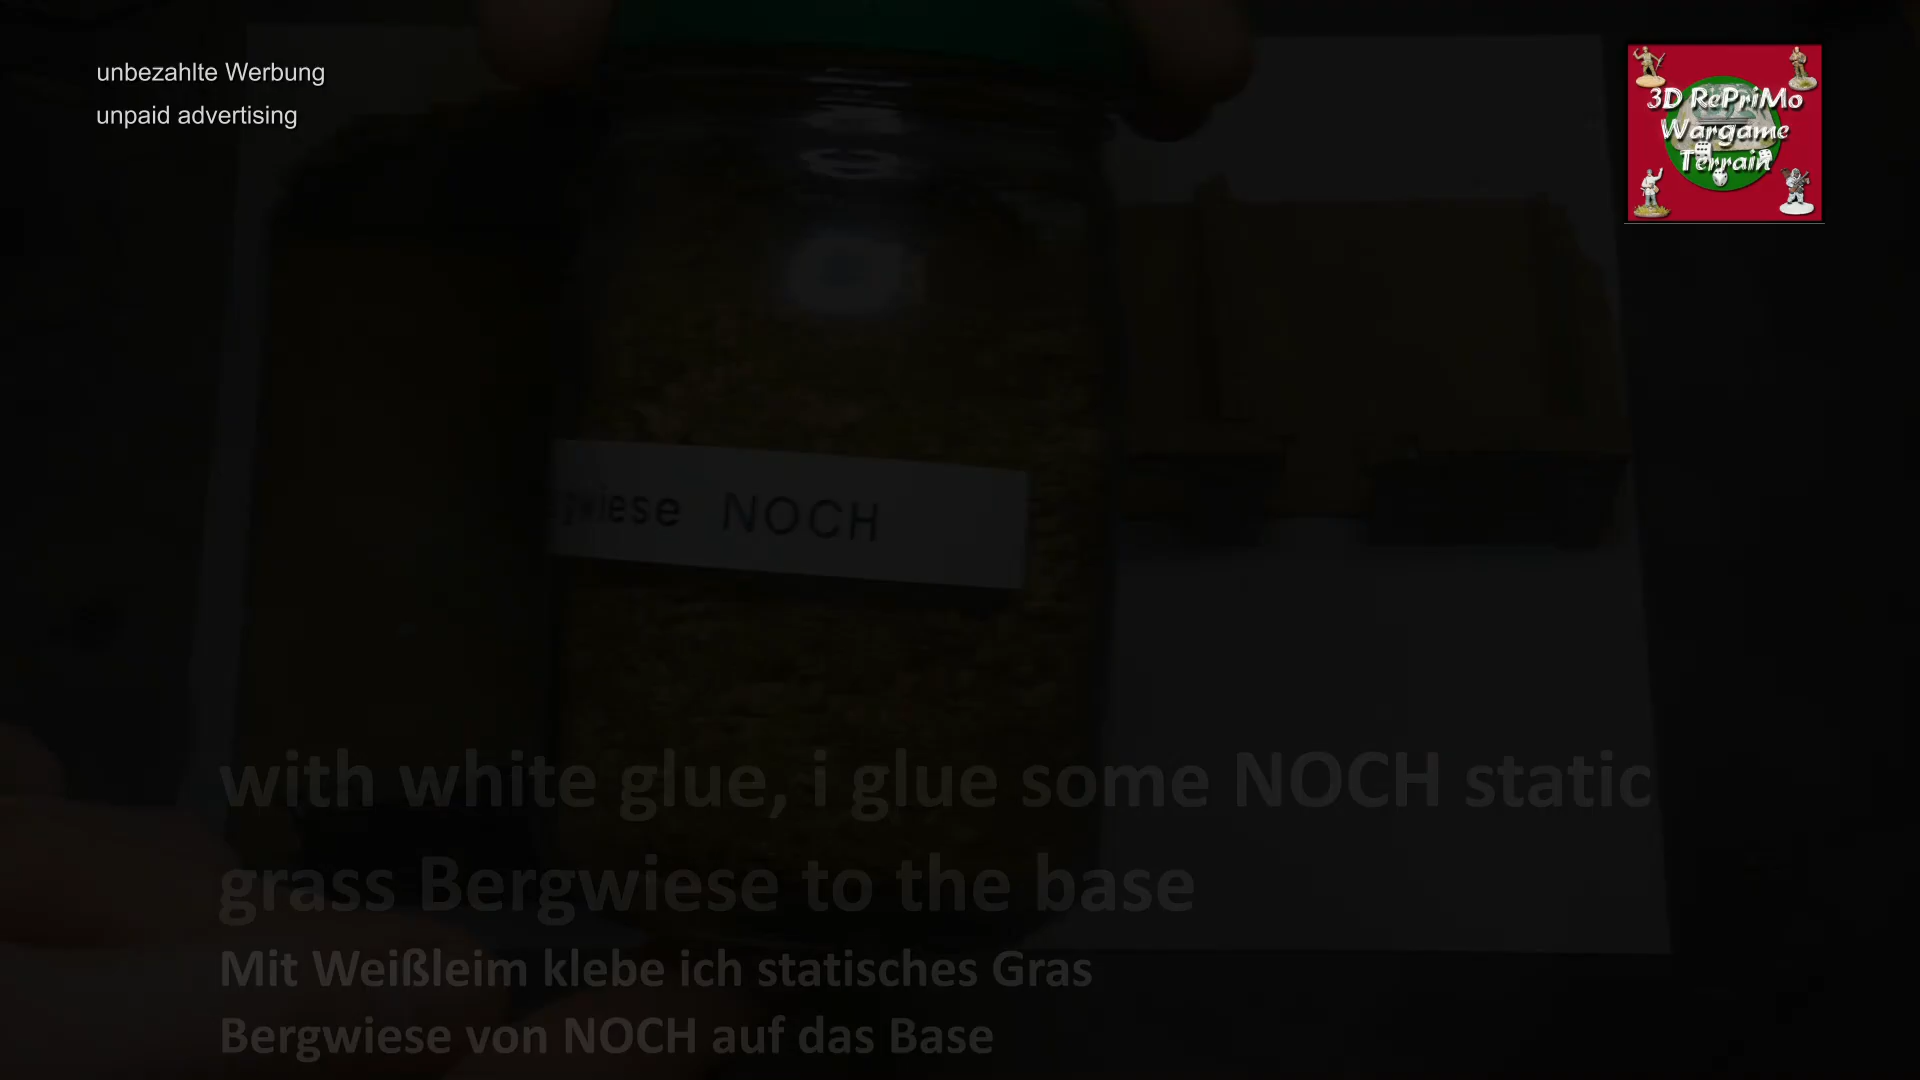 unbezahlte Werbung
unpaid advertising
3D RePriMo
Wargame
Terrain
NOCH
with white glue, i glue some NOCH static
grass Bergwiese to the base
Mit Weißleim klebe ich statisches Gras
Bergwiese von NOCH auf das Base